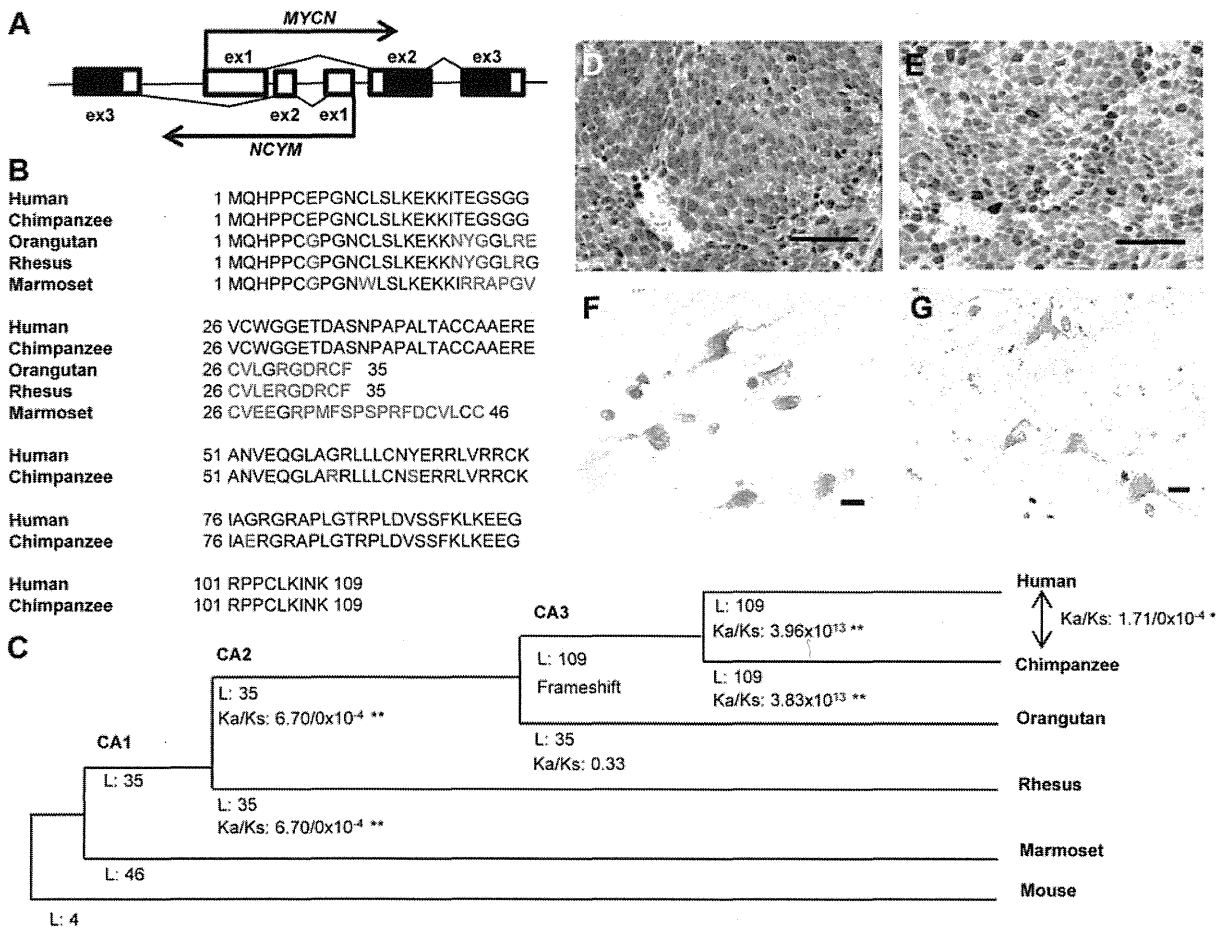 A
MYCN
ex1
ex2
ex3
ex3
ex2
ex1
NCYM
B
Human 1 MQHPPCEPGNCLSLKEKKITEGSGG
Chimpanzee 1 MQHPPCEPGNCLSLKEKKITEGSGG
Orangutan 1 MQHPPCGPGNCLSLKEKKNYGGLRE
Rhesus 1 MQHPPCGPGNCLSLKEKKNYGGLRG
Marmoset 1 MQHPPCGPGNWLSLKEKKIRRAPGV
Human 26 VCWGGETDASNPAPALTACCAAERE
Chimpanzee 26 VCWGGETDASNPAPALTACCAAERE
Orangutan 26 CVLGRGDRCF 35
Rhesus 26 CVLERGDRCF 35
Marmoset 26 CVEEGRPMFSPSPRFDCVLCC 46
Human 51 ANVEQGLAGRLLLCNYERRLVRRCK
Chimpanzee 51 ANVEQGLARRLLLCNSERRLVRRCK
Human 76 IAGRGRAPLGTRPLDVSSFKLKEEG
Chimpanzee 76 IAERGRAPLGTRPLDVSSFKLKEEG
Human 101 RPPCLKINK 109
Chimpanzee 101 RPPCLKINK 109
D
E
F
G
C
CA1
CA2
CA3
L: 109
Ka/Ks: 3.96x10¹³ **
Human
Ka/Ks: 1.71/0x10⁻⁴ *
Chimpanzee
L: 109
Ka/Ks: 3.83x10¹³ **
L: 109
Frameshift
Orangutan
L: 35
Ka/Ks: 0.33
L: 35
Ka/Ks: 6.70/0x10⁻⁴ **
Rhesus
L: 35
Ka/Ks: 6.70/0x10⁻⁴ **
L: 35
Marmoset
L: 46
Mouse
L: 4